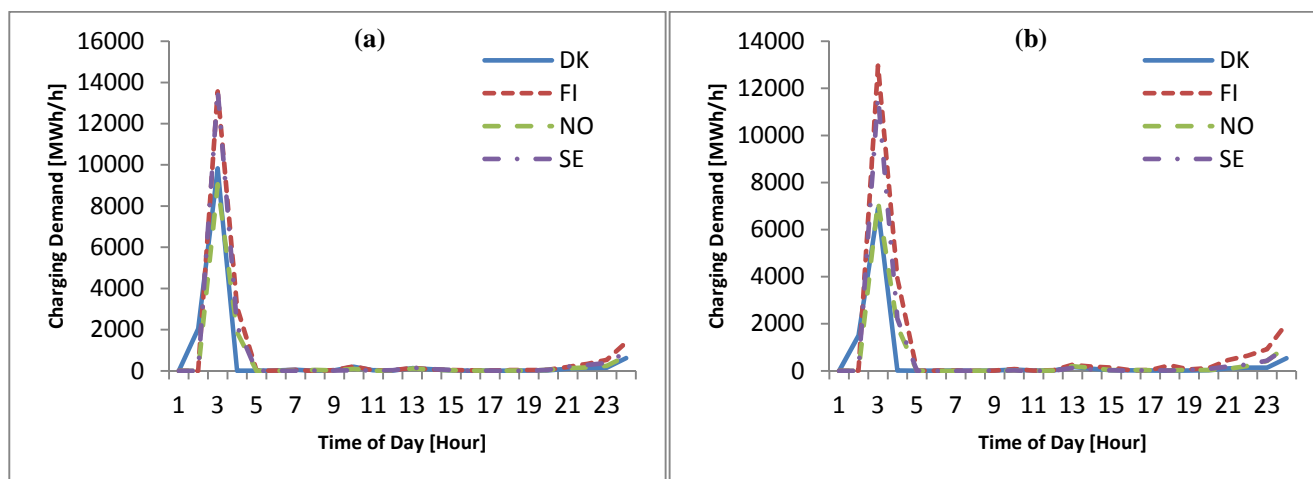 (a)
16000
14000
12000
10000
8000
6000
4000
2000
0
Charging Demand [MWh/h]
DK
FI
NO
SE
1 3 5 7 9 11 13 15 17 19 21 23
Time of Day [Hour]
(b)
14000
12000
10000
8000
6000
4000
2000
0
Charging Demand [MWh/h]
DK
FI
NO
SE
1 3 5 7 9 11 13 15 17 19 21 23
Time of Day [Hour]